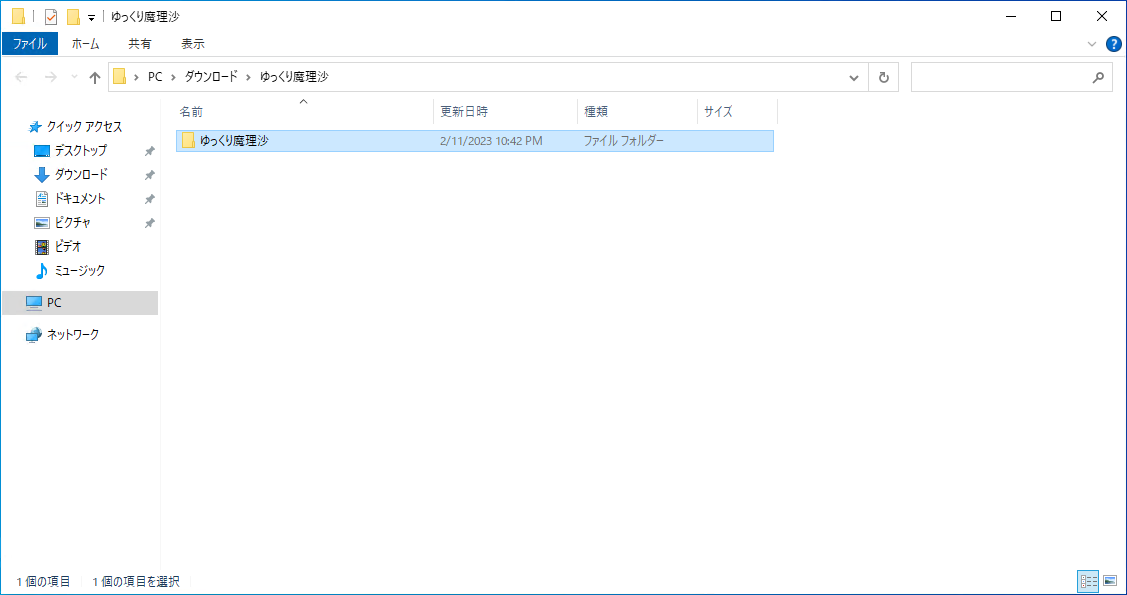 ゆっくり魔理沙
ファイル ホーム 共有 表示
PC ダウンロード ゆっくり魔理沙
名前 更新日時 種類 サイズ
ゆっくり魔理沙 2/11/2023 10:42 PM ファイル フォルダー
クイック アクセス
デスクトップ
ダウンロード
ドキュメント
ピクチャ
ビデオ
ミュージック
PC
ネットワーク
1 個の項目 1 個の項目を選択